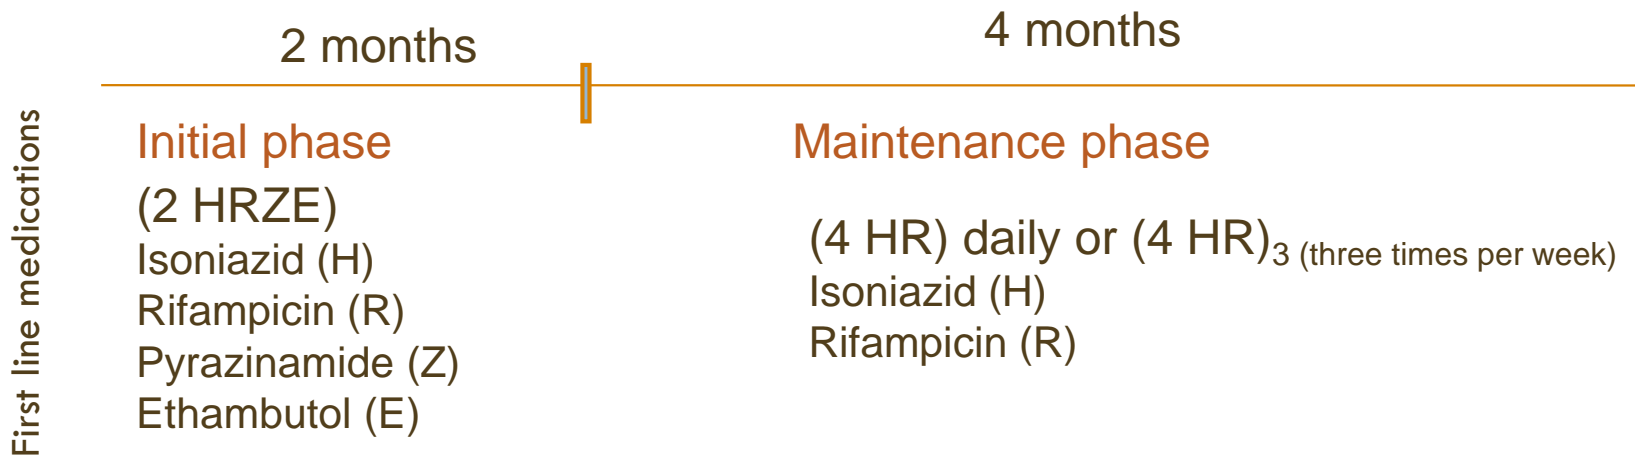 2 months
4 months
First line medications
Initial phase
(2 HRZE)
Isoniazid (H)
Rifampicin (R)
Pyrazinamide (Z)
Ethambutol (E)
Maintenance phase
(4 HR) daily or (4 HR)3 (three times per week)
Isoniazid (H)
Rifampicin (R)